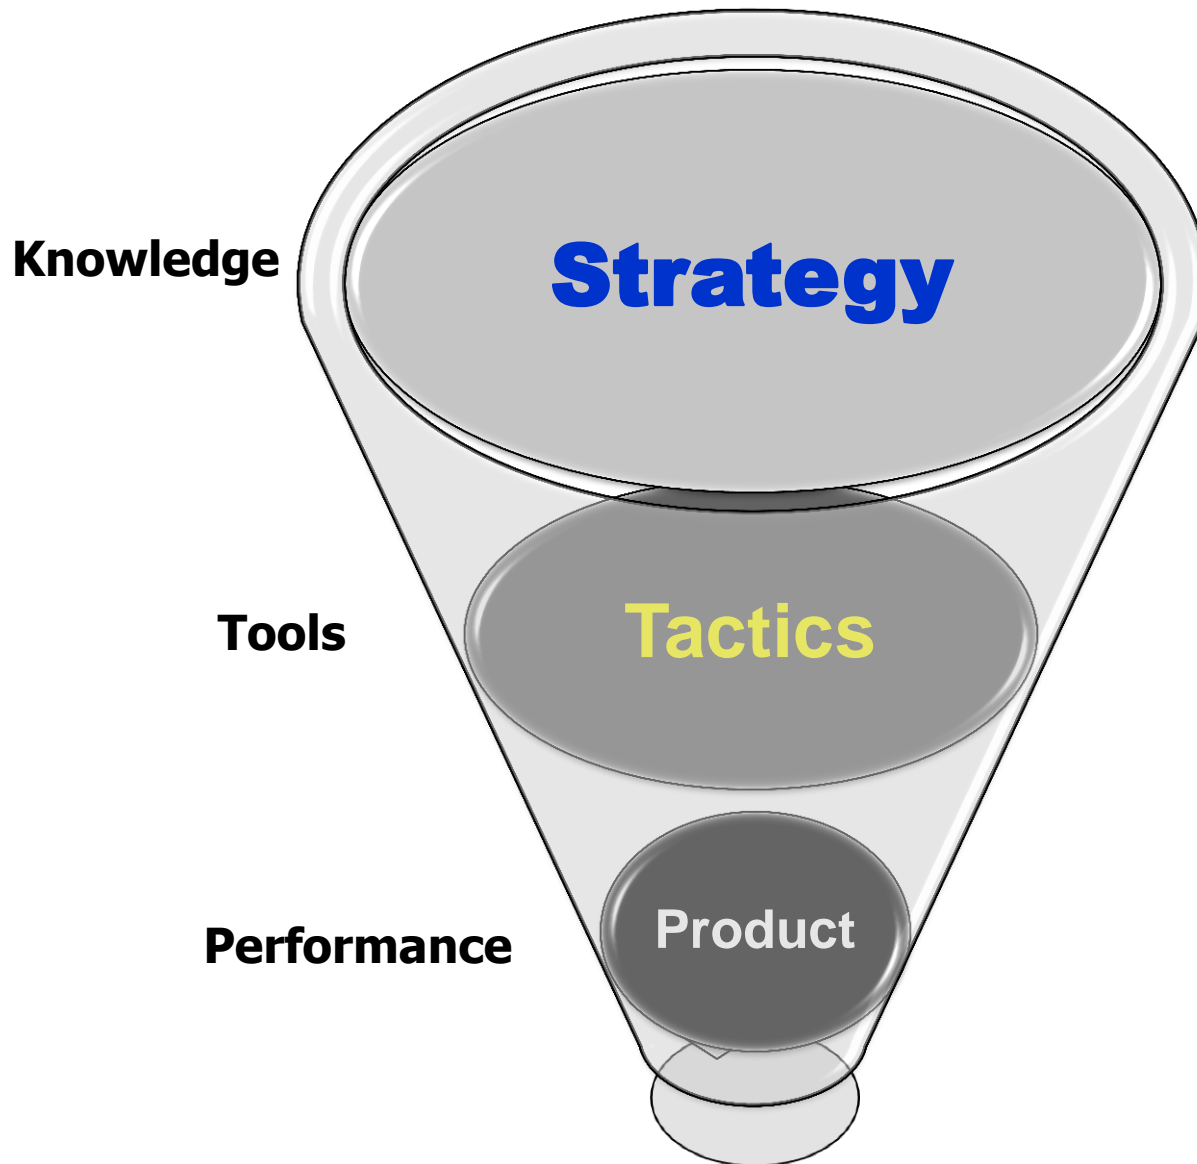 Knowledge
Strategy
Tools
Tactics
Performance
Product